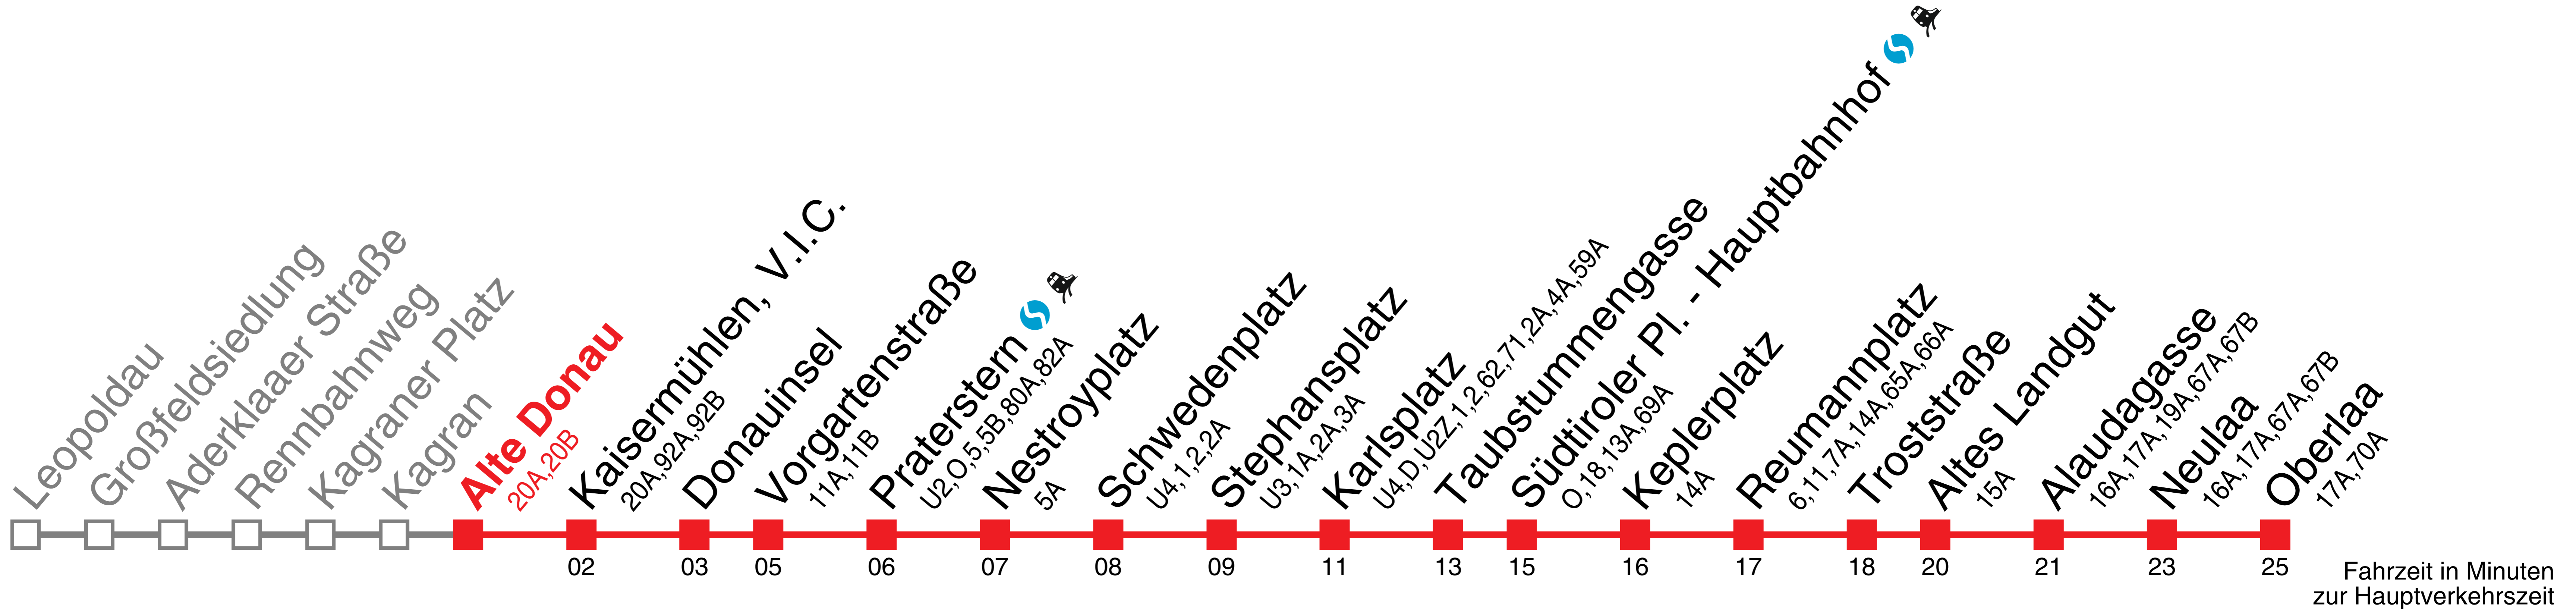 Leopoldau
Großfeldsiedlung
Aderklaaer Straße
Rennbahnweg
Kagraner Platz
Kagran
Alte Donau
20A,20B
Kaisermühlen, V.I.C.
20A,92A,92B
Donauinsel
Vorgartenstraße
11A,11B
Praterstern
U2,O,5,5B,80A,82A
Nestroyplatz
5A
Schwedenplatz
U4,1,2,2A
Stephansplatz
U3,1A,2A,3A
Karlsplatz
U4,D,U2Z,1,2,62,71,2A,4A,59A
Taubstummengasse
Südtiroler Pl. - Hauptbahnhof
O,18,13A,69A
Keplerplatz
14A
Reumannplatz
6,11,7A,14A,65A,66A
Troststraße
Altes Landgut
15A
Alaudagasse
16A,17A,19A,67A,67B
Neulaa
16A,17A,67A,67B
Oberlaa
17A,70A
02 03 05 06 07 08 09 11 13 15 16 17 18 20 21 23 25
Fahrzeit in Minuten
zur Hauptverkehrszeit